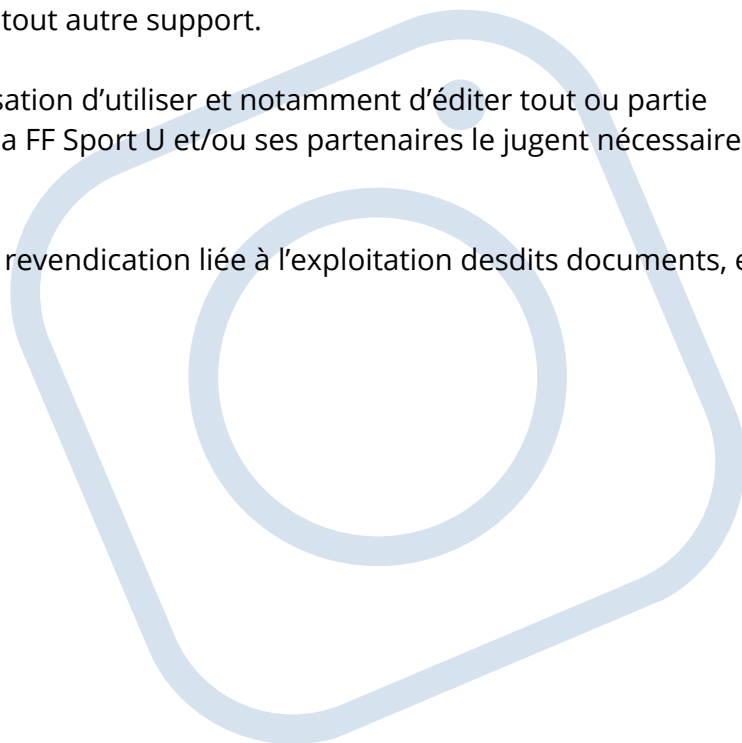 tout autre support.
sation d’utiliser et notamment d’éditer tout ou partie
a FF Sport U et/ou ses partenaires le jugent nécessaire
revendication liée à l’exploitation desdits documents, e